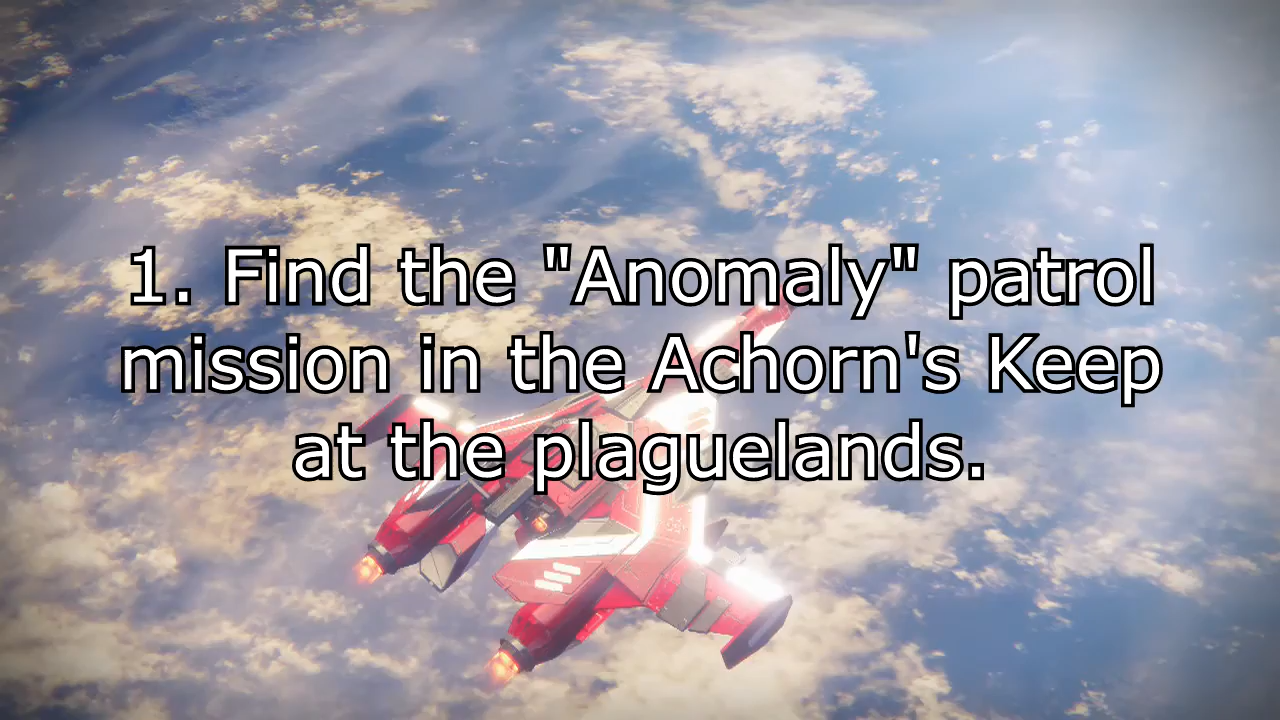 1. Find the "Anomaly" patrol
mission in the Achorn's Keep
at the plaguelands.